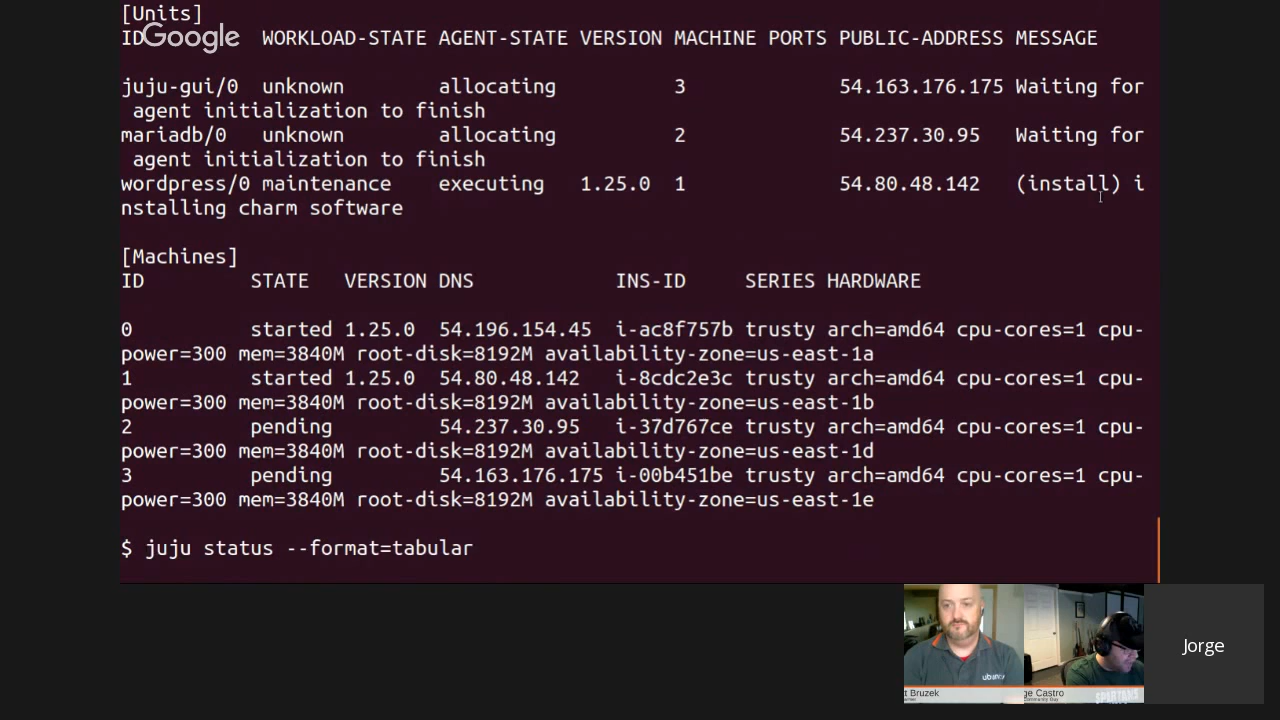 [Units]
ID Google WORKLOAD-STATE AGENT-STATE VERSION MACHINE PORTS PUBLIC-ADDRESS MESSAGE
juju-gui/0 unknown allocating 3 54.163.176.175 Waiting for
agent initialization to finish
mariadb/0 unknown allocating 2 54.237.30.95 Waiting for
agent initialization to finish
wordpress/0 maintenance executing 1.25.0 1 54.80.48.142 (install) i
nstalling charm software
[Machines]
ID STATE VERSION DNS INS-ID SERIES HARDWARE
0 started 1.25.0 54.196.154.45 i-ac8f757b trusty arch=amd64 cpu-cores=1 cpu-
power=300 mem=3840M root-disk=8192M availability-zone=us-east-1a
1 started 1.25.0 54.80.48.142 i-8cdc2e3c trusty arch=amd64 cpu-cores=1 cpu-
power=300 mem=3840M root-disk=8192M availability-zone=us-east-1b
2 pending 54.237.30.95 i-37d767ce trusty arch=amd64 cpu-cores=1 cpu-
power=300 mem=3840M root-disk=8192M availability-zone=us-east-1d
3 pending 54.163.176.175 i-00b451be trusty arch=amd64 cpu-cores=1 cpu-
power=300 mem=3840M root-disk=8192M availability-zone=us-east-1e
$ juju status --format=tabular
Jorge
t Bruzek
ge Castro
SPARTANS